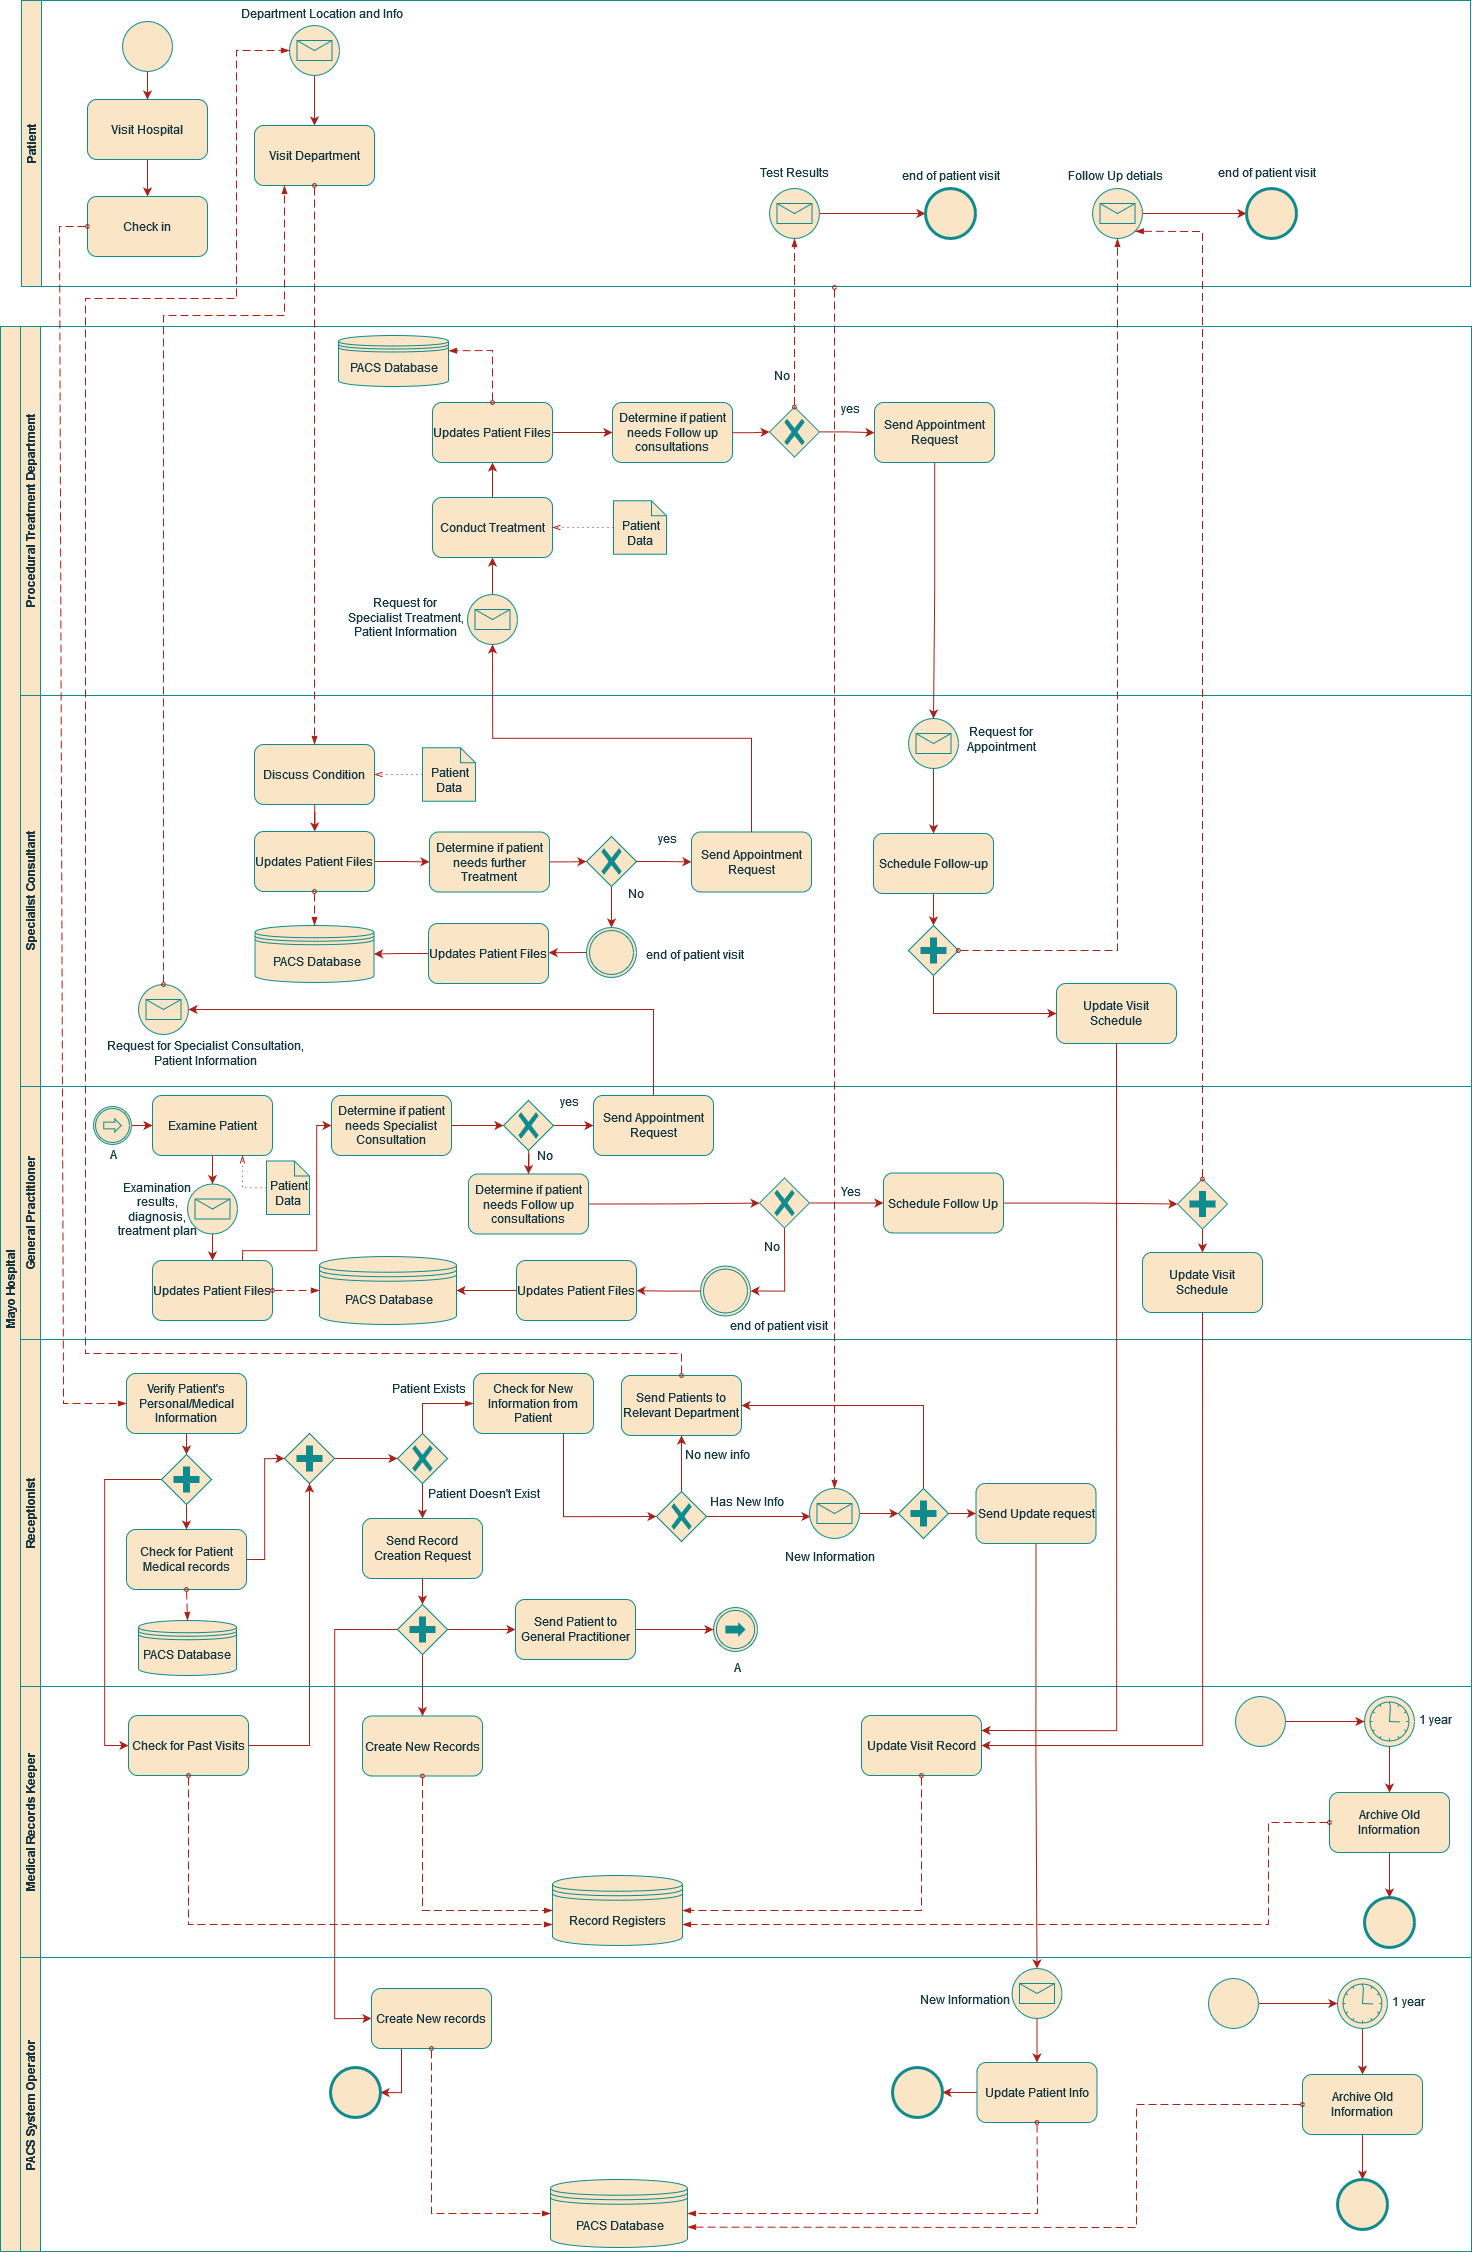 Department Location and Info
Patient
Visit Hospital
Visit Department
Check in
Test Results
end of patient visit
Follow Up detials
end of patient visit
Mayo Hospital
Procedural Treatment Department
PACS Database
No
yes
Updates Patient Files
Determine if patient
needs Follow up
consultations
Send Appointment
Request
Conduct Treatment
Patient
Data
Request for
Specialist Treatment,
Patient Information
Specialist Consultant
Request for
Appointment
Discuss Condition
Patient
Data
Updates Patient Files
Determine if patient
needs further
Treatment
yes
No
Send Appointment
Request
Schedule Follow-up
PACS Database
Updates Patient Files
end of patient visit
Update Visit
Schedule
Request for Specialist Consultation,
Patient Information
General Practitioner
A
Examine Patient
Determine if patient
needs Specialist
Consultation
yes
No
Send Appointment
Request
Patient
Data
Examination
results,
diagnosis,
treatment plan
Determine if patient
needs Follow up
consultations
Yes
No
Schedule Follow Up
Updates Patient Files
PACS Database
Updates Patient Files
end of patient visit
Update Visit
Schedule
Receptionist
Verify Patient's
Personal/Medical
Information
Patient Exists
Check for New
Information from
Patient
Send Patients to
Relevant Department
No new info
Patient Doesn't Exist
Has New Info
New Information
Send Update request
Check for Patient
Medical records
Send Record
Creation Request
PACS Database
Send Patient to
General Practitioner
A
Medical Records Keeper
Check for Past Visits
Create New Records
Update Visit Record
1 year
Archive Old
Information
Record Registers
PACS System Operator
Create New records
New Information
1 year
Update Patient Info
Archive Old
Information
PACS Database